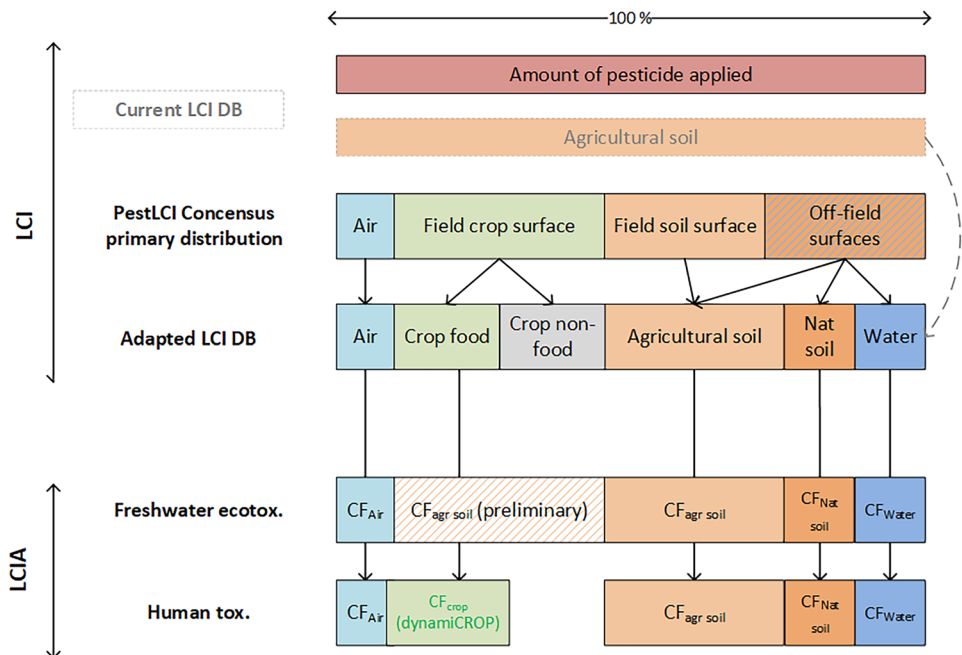 100 %
Amount of pesticide applied
Current LCI DB
Agricultural soil
LCI
PestLCI Concensus
primary distribution
Air
Field crop surface
Field soil surface
Off-field
surfaces
Adapted LCI DB
Air
Crop food
Crop non-
food
Agricultural soil
Nat
soil
Water
LCIA
Freshwater ecotox.
CFAir
CFagr soil (preliminary)
CFagr soil
CFNat
soil
CFWater
Human tox.
CFAir
CFcrop
(dynamiCROP)
CFagr soil
CFNat
soil
CFWater